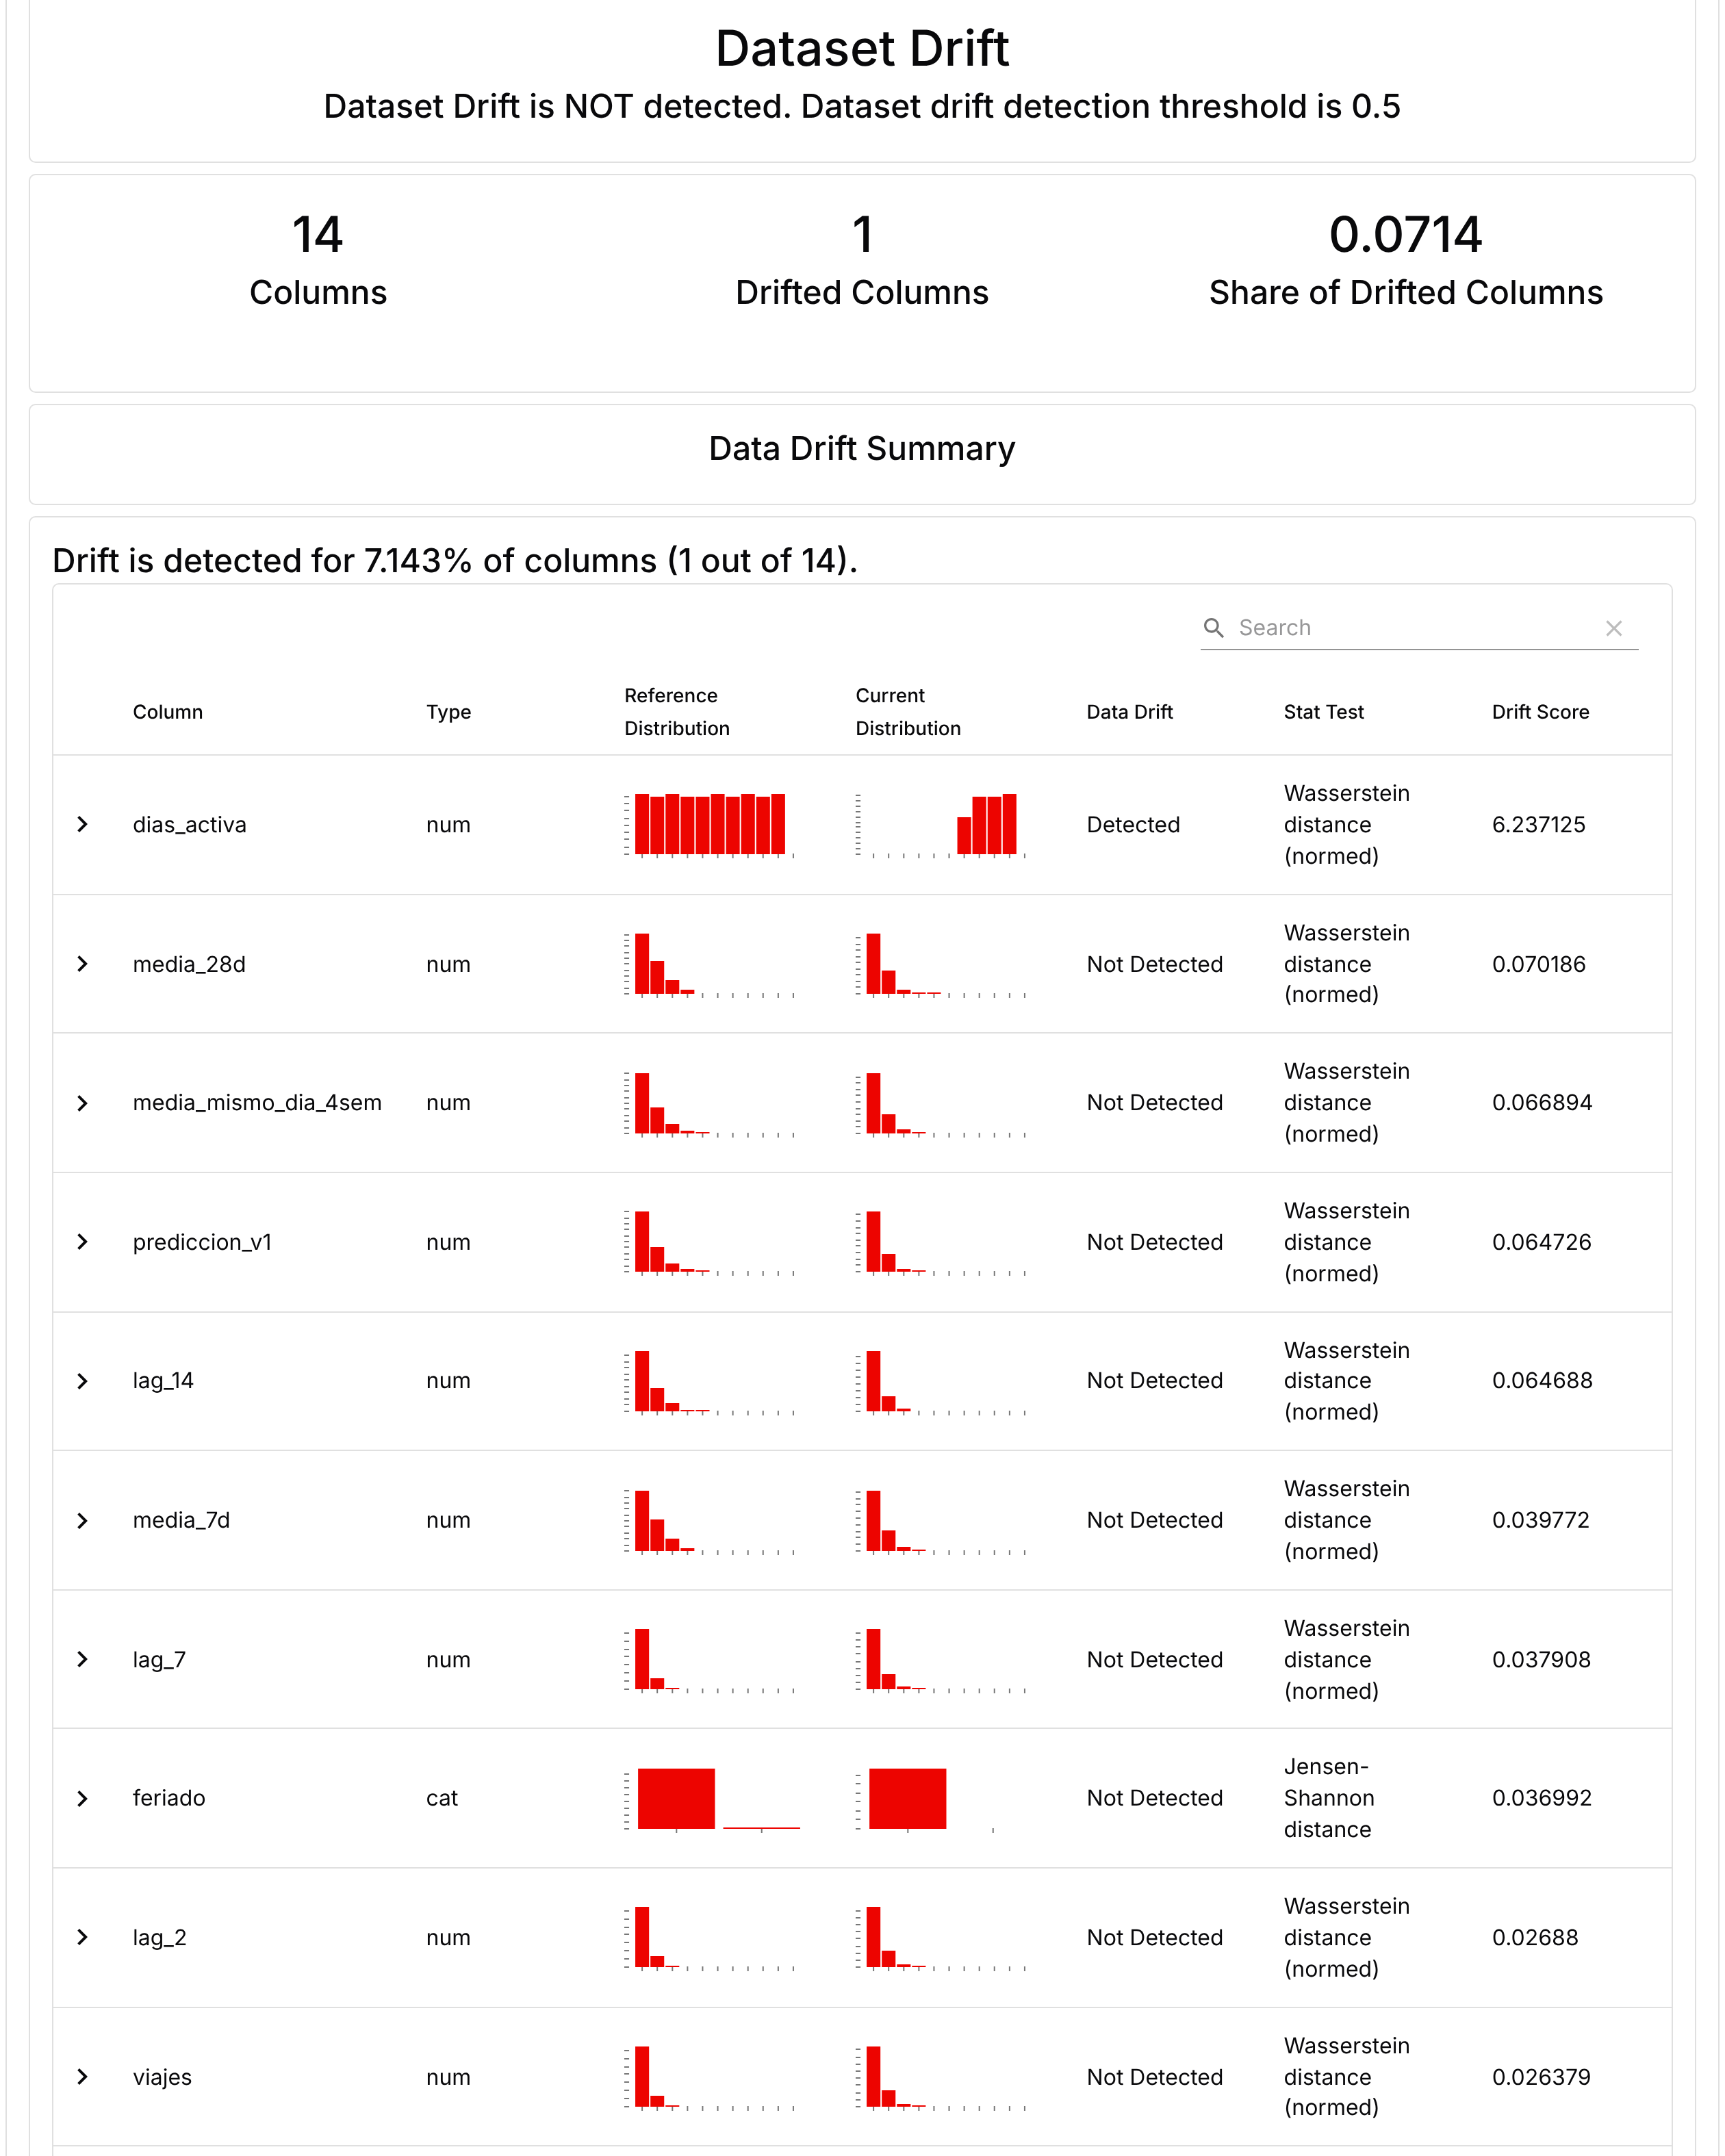 Dataset Drift
Dataset Drift is NOT detected. Dataset drift detection threshold is 0.5
14
Columns
1
Drifted Columns
0.0714
Share of Drifted Columns
Data Drift Summary
Drift is detected for 7.143% of columns (1 out of 14).
Search
Column
Type
Reference
Distribution
Current
Distribution
Data Drift
Stat Test
Drift Score
dias_activa
num
Detected
Wasserstein
distance
(normed)
6.237125
media_28d
num
Not Detected
Wasserstein
distance
(normed)
0.070186
media_mismo_dia_4sem
num
Not Detected
Wasserstein
distance
(normed)
0.066894
prediccion_v1
num
Not Detected
Wasserstein
distance
(normed)
0.064726
lag_14
num
Not Detected
Wasserstein
distance
(normed)
0.064688
media_7d
num
Not Detected
Wasserstein
distance
(normed)
0.039772
lag_7
num
Not Detected
Wasserstein
distance
(normed)
0.037908
feriado
cat
Not Detected
Jensen-
Shannon
distance
0.036992
lag_2
num
Not Detected
Wasserstein
distance
(normed)
0.02688
viajes
num
Not Detected
Wasserstein
distance
(normed)
0.026379